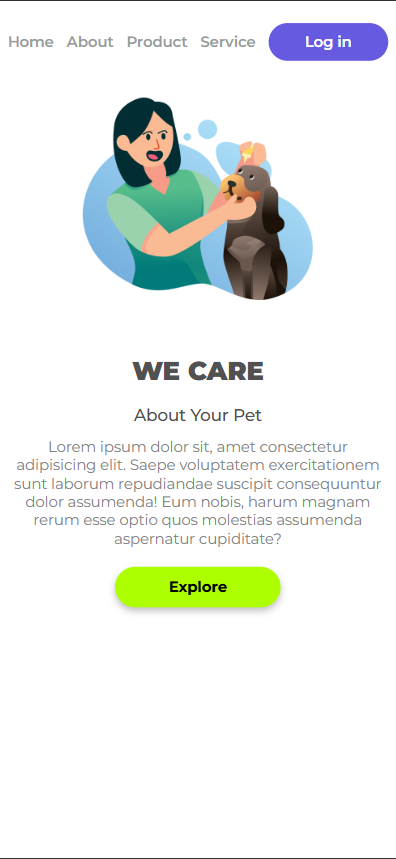 Home About Product Service Log in
WE CARE
About Your Pet
Lorem ipsum dolor sit, amet consectetur
adipisicing elit. Saepe voluptatem exercitationem
sunt laborum repudiandae suscipit consequuntur
dolor assumenda! Eum nobis, harum magnam
rerum esse optio quos molestias assumenda
aspernatur cupiditate?
Explore